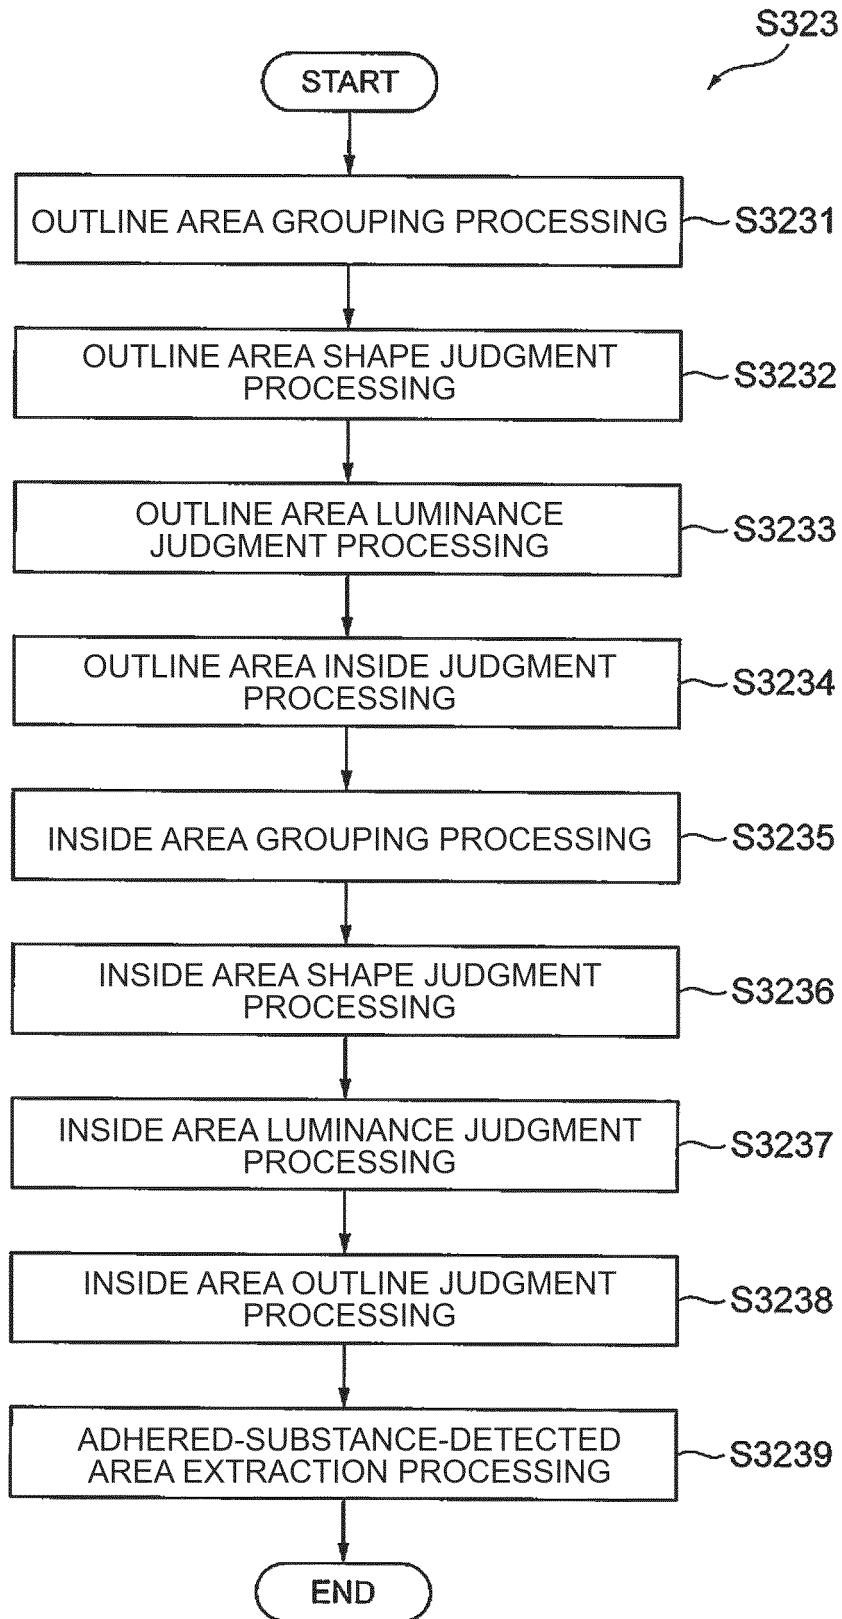 S323
START
OUTLINE AREA GROUPING PROCESSING
S3231
OUTLINE AREA SHAPE JUDGMENT
PROCESSING
S3232
OUTLINE AREA LUMINANCE
JUDGMENT PROCESSING
S3233
OUTLINE AREA INSIDE JUDGMENT
PROCESSING
S3234
INSIDE AREA GROUPING PROCESSING
S3235
INSIDE AREA SHAPE JUDGMENT
PROCESSING
S3236
INSIDE AREA LUMINANCE JUDGMENT
PROCESSING
S3237
INSIDE AREA OUTLINE JUDGMENT
PROCESSING
S3238
ADHERED-SUBSTANCE-DETECTED
AREA EXTRACTION PROCESSING
S3239
END